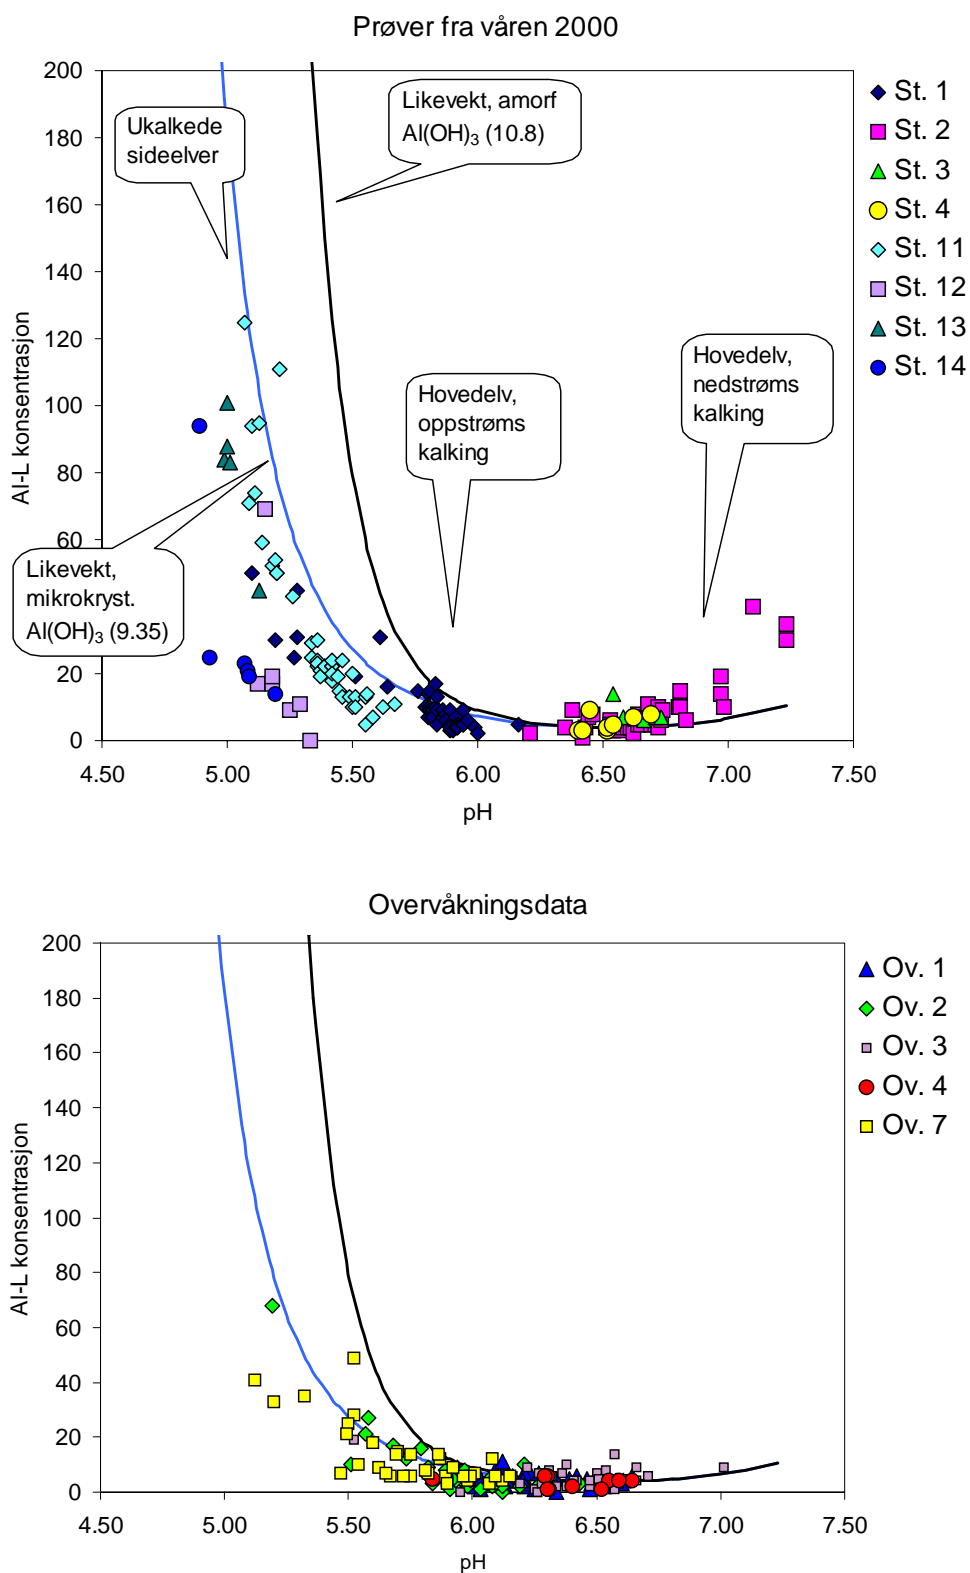 Prøver fra våren 2000
Al-L konsentrasjon
200
180
160
140
120
100
80
60
20
0
4.50
5.00
5.50
6.00
6.50
7.00
7.50
pH
Ukalkede
sideelver
Likevekt, amorf
Al(OH)3 (10.8)
Hovedelv,
oppstrøms
kalking
Hovedelv,
nedstrøms
kalking
Likevekt,
mikrokryst.
Al(OH)3 (9.35)
St. 1
St. 2
St. 3
St. 4
St. 11
St. 12
St. 13
St. 14
Overvåkningsdata
Al-L konsentrasjon
200
180
160
140
120
100
80
60
40
20
0
4.50
5.00
5.50
6.00
6.50
7.00
7.50
pH
Ov. 1
Ov. 2
Ov. 3
Ov. 4
Ov. 7